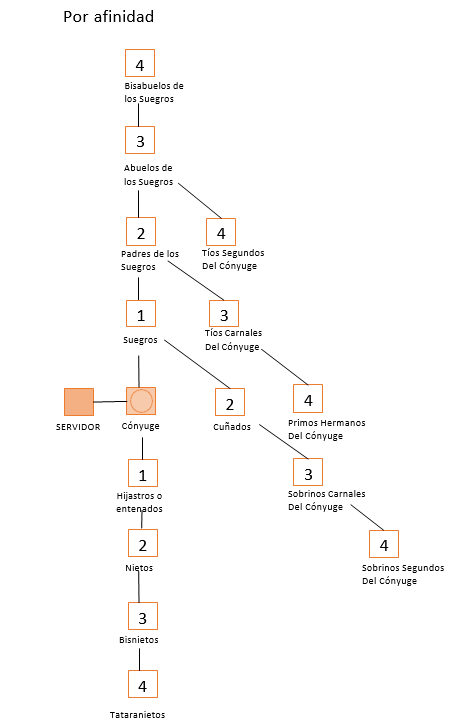 Por afinidad
4
Bisabuelos de
los Suegros
3
Abuelos de
los Suegros
2
Padres de los
Suegros
4
Tíos Segundos
Del Cónyuge
1
Suegros
3
Tíos Carnales
Del Cónyuge
SERVIDOR
Cónyuge
2
Cuñados
4
Primos Hermanos
Del Cónyuge
1
Hijastros o
entenados
3
Sobrinos Carnales
Del Cónyuge
2
Nietos
4
Sobrinos Segundos
Del Cónyuge
3
Bisnietos
4
Tataranietos